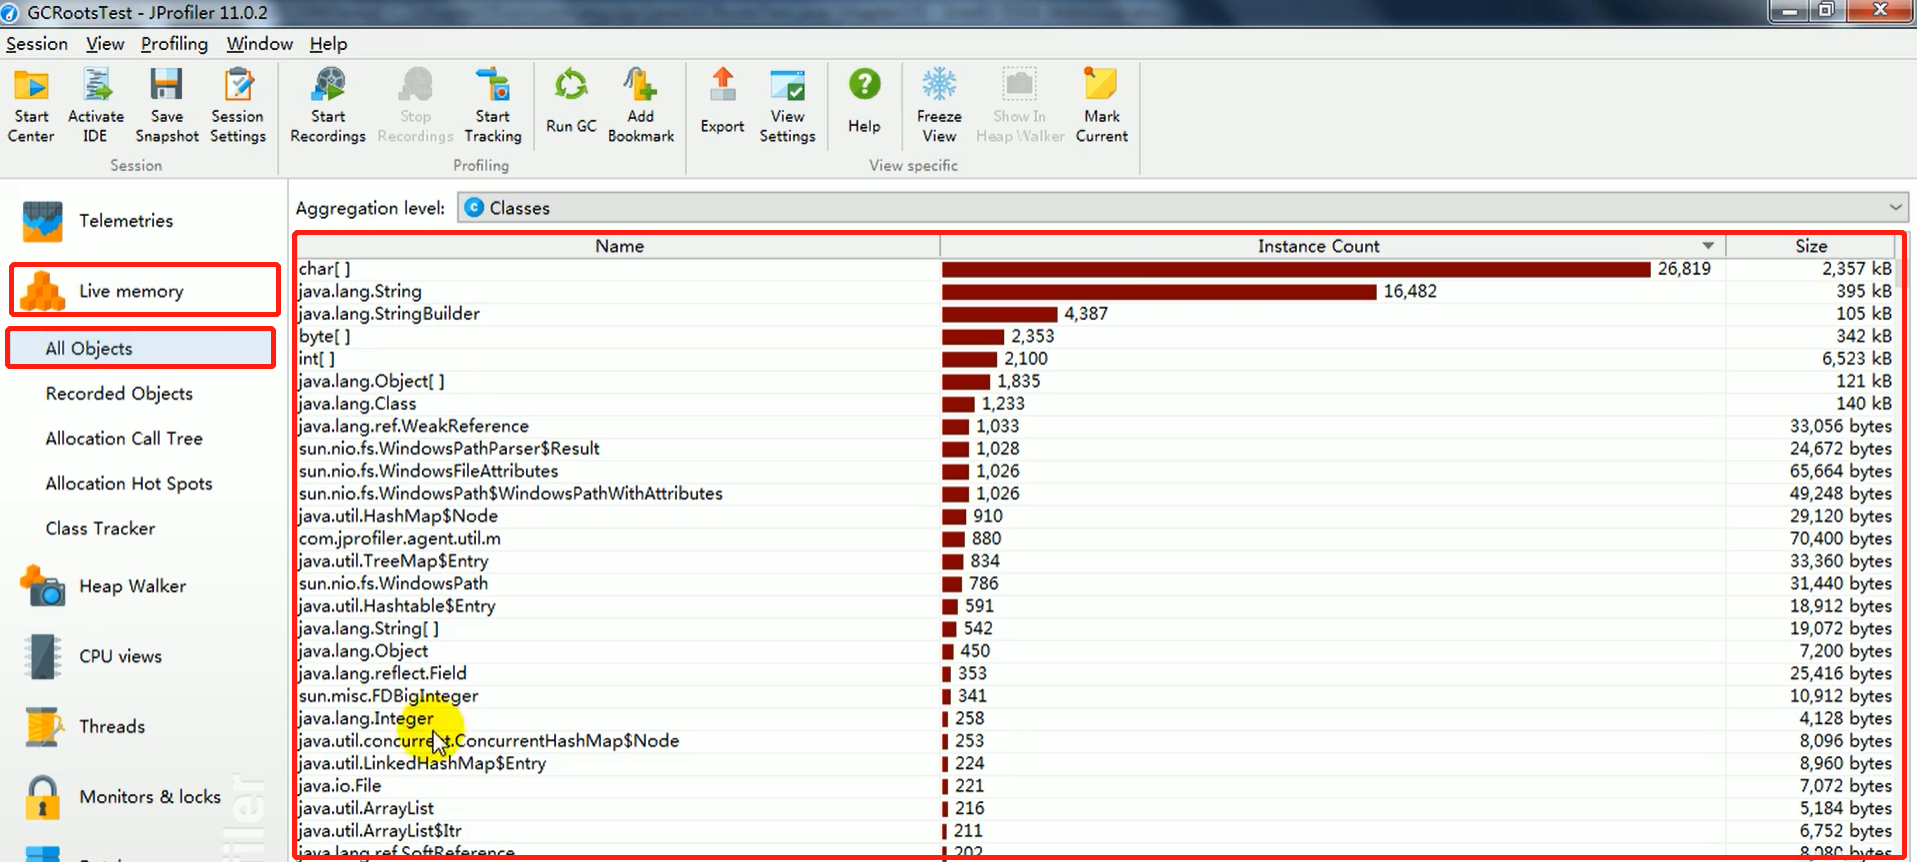 GCRootsTest - JProfiler 11.0.2
Session View Profiling Window Help
Start Center
Activate IDE
Save Snapshot
Session Settings
Start Recordings
Stop Recordings
Start Tracking
Run GC
Add Bookmark
Export
View Settings
Help
Freeze View
Show In Heap Walker
Mark Current
Session
Profiling
View specific
Telemetries
Live memory
All Objects
Recorded Objects
Allocation Call Tree
Allocation Hot Spots
Class Tracker
Heap Walker
CPU views
Threads
Monitors & locks
Aggregation level: Classes
Name Instance Count Size
char[ ] 26,819 2,357 kB
java.lang.String 16,482 395 kB
java.lang.StringBuilder 4,387 105 kB
byte[ ] 2,353 342 kB
int[ ] 2,100 6,523 kB
java.lang.Object[ ] 1,835 121 kB
java.lang.Class 1,233 140 kB
java.lang.ref.WeakReference 1,033 33,056 bytes
sun.nio.fs.WindowsPathParser$Result 1,028 24,672 bytes
sun.nio.fs.WindowsFileAttributes 1,026 65,664 bytes
sun.nio.fs.WindowsPath$WindowsPathWithAttributes 1,026 49,248 bytes
java.util.HashMap$Node 910 29,120 bytes
com.jprofiler.agent.util.m 880 70,400 bytes
java.util.TreeMap$Entry 834 33,360 bytes
sun.nio.fs.WindowsPath 786 31,440 bytes
java.util.Hashtable$Entry 591 18,912 bytes
java.lang.String[ ] 542 19,072 bytes
java.lang.Object 450 7,200 bytes
java.lang.reflect.Field 353 25,416 bytes
sun.misc.FDBigInteger 341 10,912 bytes
java.lang.Integer 258 4,128 bytes
java.util.concurrent.ConcurrentHashMap$Node 253 8,096 bytes
java.util.LinkedHashMap$Entry 224 8,960 bytes
java.io.File 221 7,072 bytes
java.util.ArrayList 216 5,184 bytes
java.util.ArrayList$Itr 211 6,752 bytes
java.lang.ref.SoftReference 202 8,080 bytes